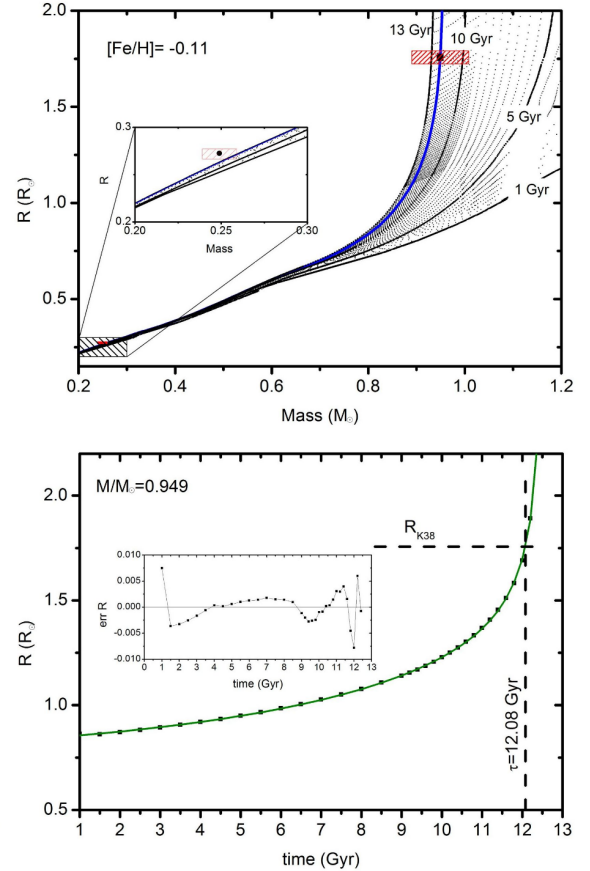 2.0
1.5
1.0
0.5
R (R☉)
[Fe/H]= -0.11
13 Gyr
10 Gyr
5 Gyr
1 Gyr
0.3
0.2
R
0.20 0.25 0.30
Mass
0.2 0.4 0.6 0.8 1.0 1.2
Mass (M☉)
2.0
1.5
1.0
0.5
R (R☉)
M/M☉=0.949
R_K38
0.010
0.005
0.000
-0.005
-0.010
err R
0 1 2 3 4 5 6 7 8 9 10 11 12 13
time (Gyr)
τ=12.08 Gyr
1 2 3 4 5 6 7 8 9 10 11 12 13
time (Gyr)